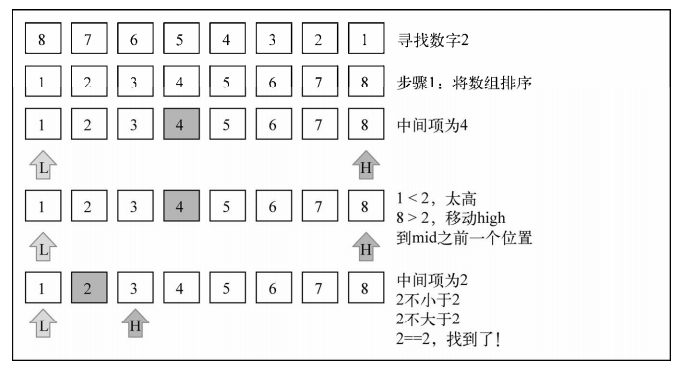 8 7 6 5 4 3 2 1 寻找数字2
1 2 3 4 5 6 7 8 步骤1：将数组排序
1 2 3 4 5 6 7 8 中间项为4
L H
1 2 3 4 5 6 7 8 1 < 2，太高
8 > 2，移动high
L H 到mid之前一个位置
1 2 3 4 5 6 7 8 中间项为2
2不小于2
2不大于2
L H 2==2，找到了！